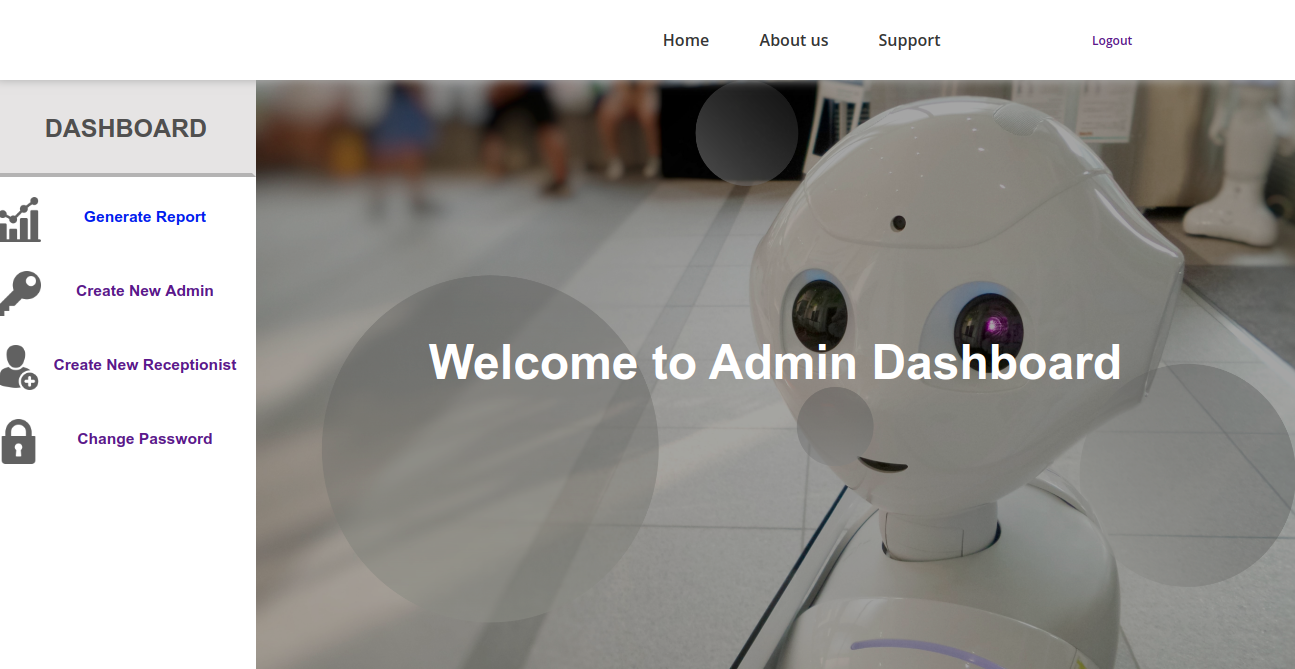 Home About us Support Logout
DASHBOARD
Generate Report
Create New Admin
Create New Receptionist
Change Password
Welcome to Admin Dashboard